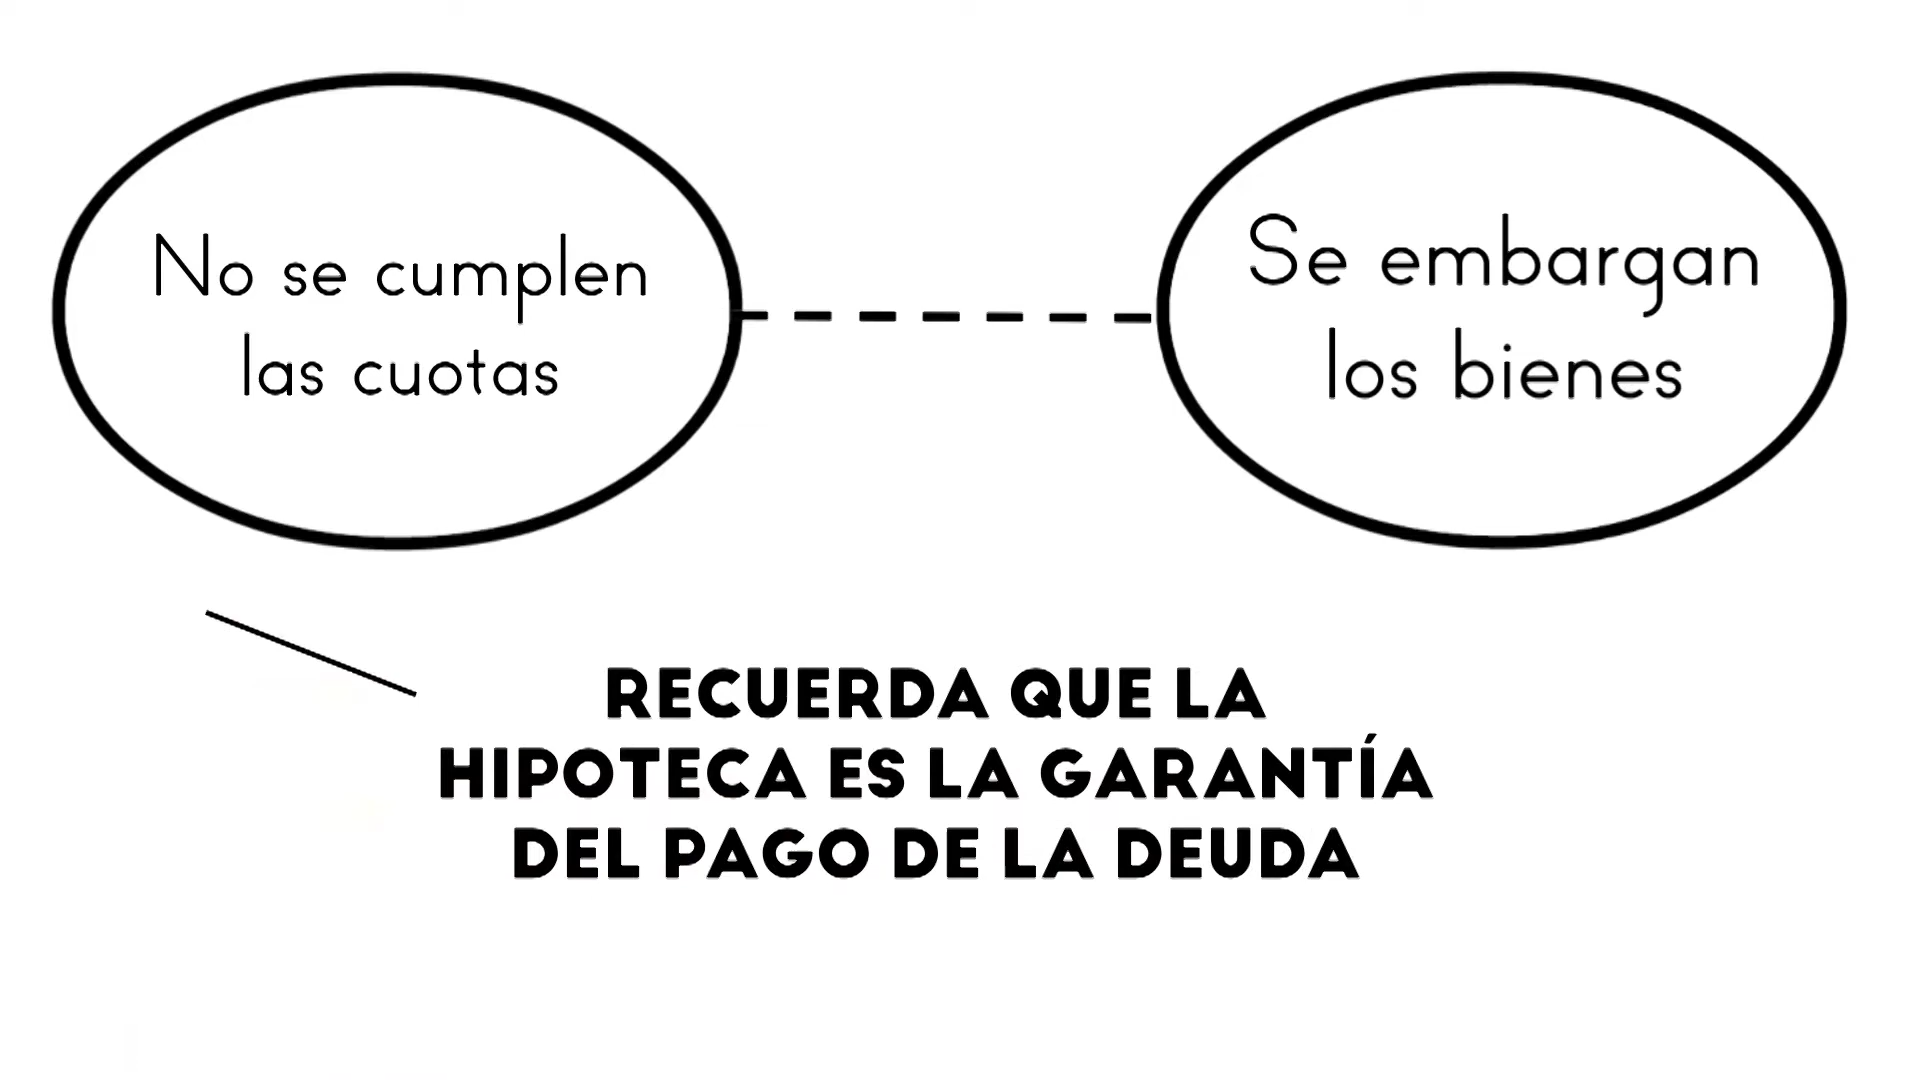 No se cumplen
las cuotas
Se embargan
los bienes
RECUERDA QUE LA
HIPOTECA ES LA GARANTÍA
DEL PAGO DE LA DEUDA